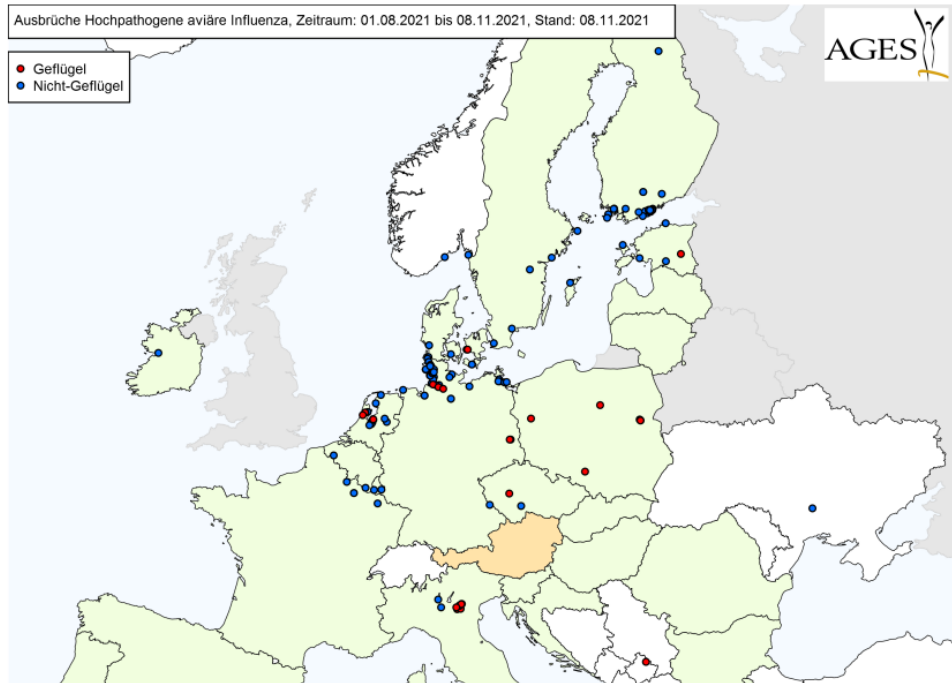 Ausbrüche Hochpathogene aviäre Influenza, Zeitraum: 01.08.2021 bis 08.11.2021, Stand: 08.11.2021
Geflügel
Nicht-Geflügel
AGES